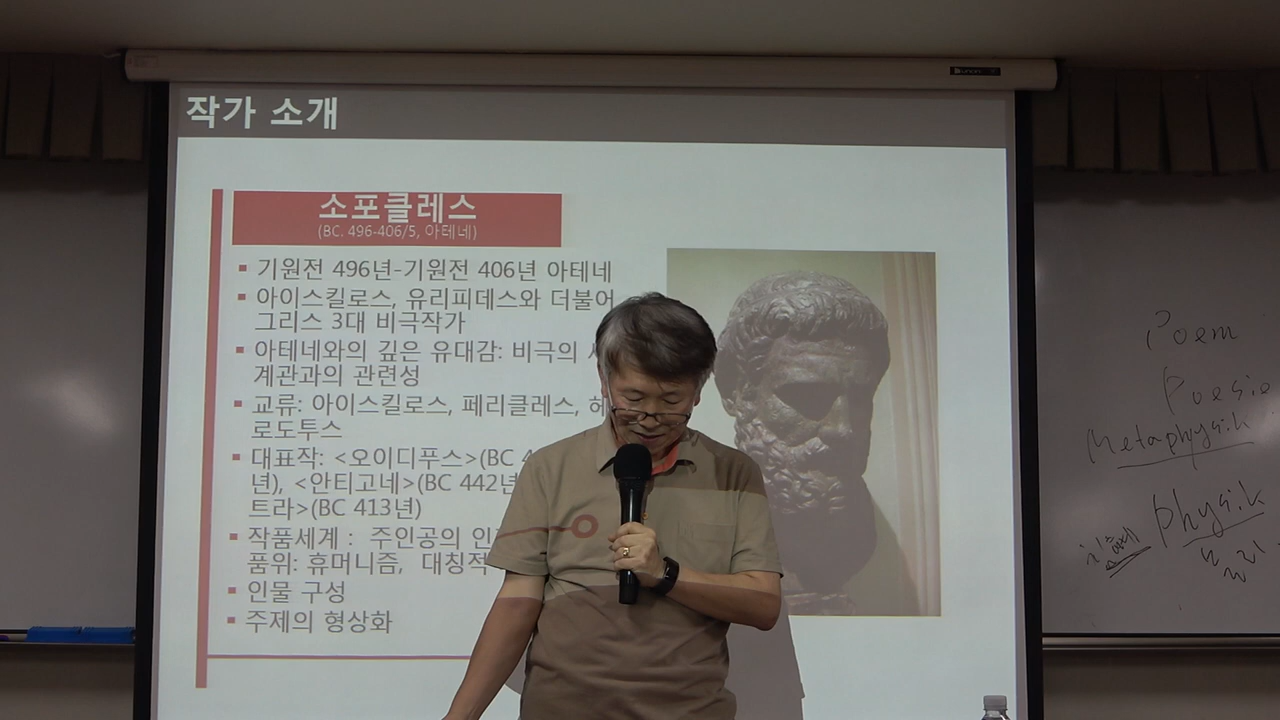 작가 소개
소포클레스
(BC. 496-406/5, 아테네)
기원전 496년-기원전 406년 아테네
아이스킬로스, 유리피데스와 더불어
그리스 3대 비극작가
아테네와의 깊은 유대감: 비극의
계관과의 관련성
교류: 아이스킬로스, 페리클레스, 헤
로도투스
대표작: <오이디푸스>(BC 4
년), <안티고네>(BC 442년
트라>(BC 413년)
작품세계 : 주인공의
품위: 휴머니즘, 대칭적
인물 구성
주제의 형상화
Poem
Poesie
Metaphysik
Physik